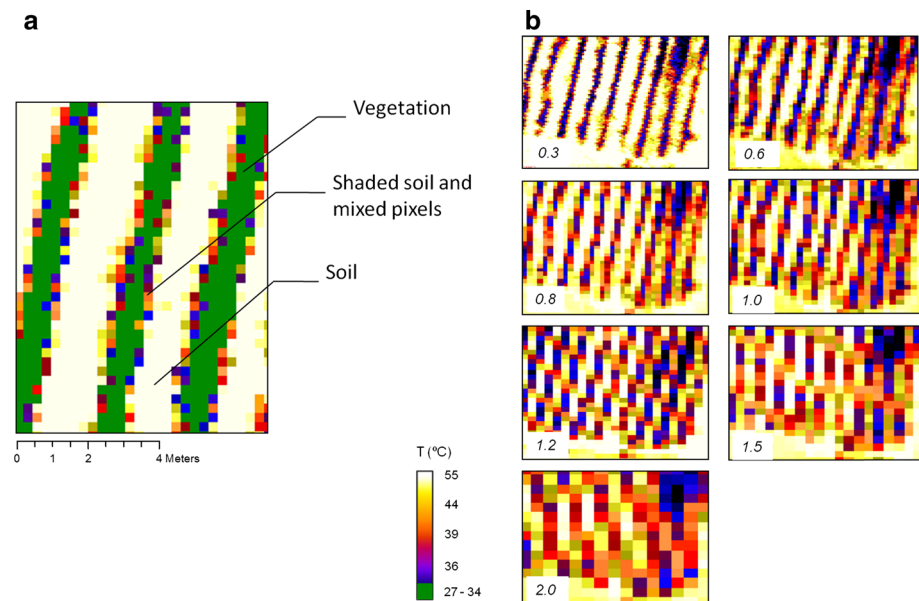 a
Vegetation
Shaded soil and
mixed pixels
Soil
0 1 2 4 Meters
T (ºC)
55
44
39
36
27 - 34
b
0.3
0.6
0.8
1.0
1.2
1.5
2.0